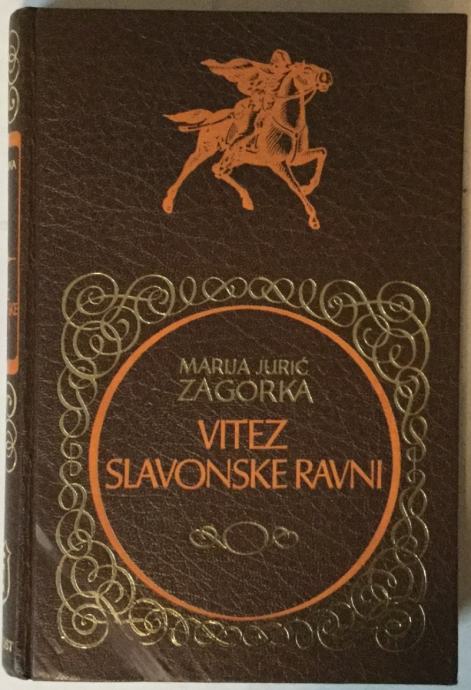 MARIJA JURIĆ
ZAGORKA
VITEZ
SLAVONSKE RAVNI